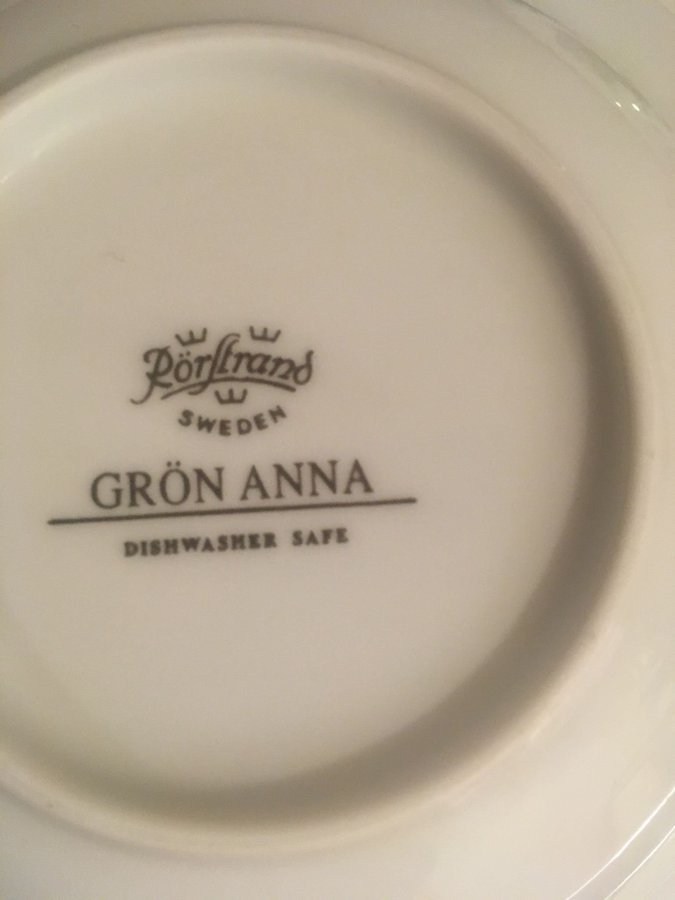 Rörstrand
SWEDEN
GRÖN ANNA
DISHWASHER SAFE